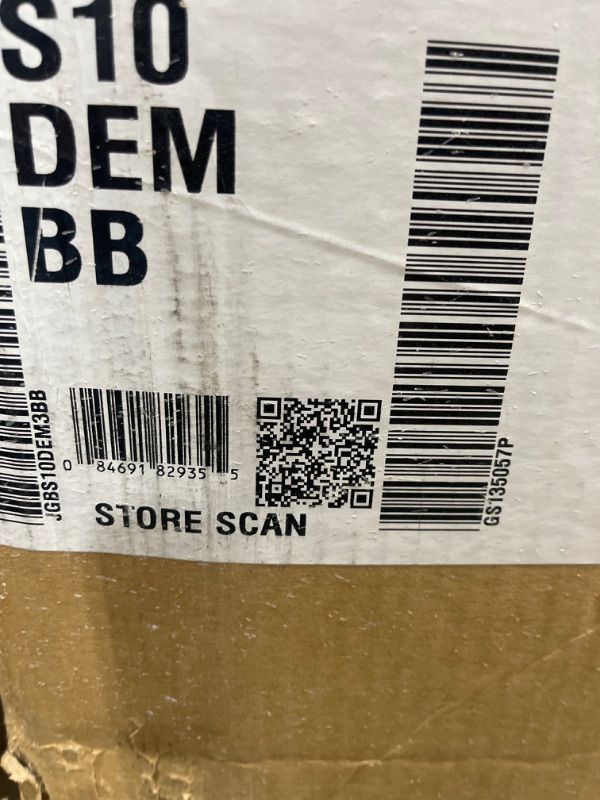 S10
DEM
BB
JGBS10DEM3BB
0 84691 82935 5
STORE SCAN
GS135057P